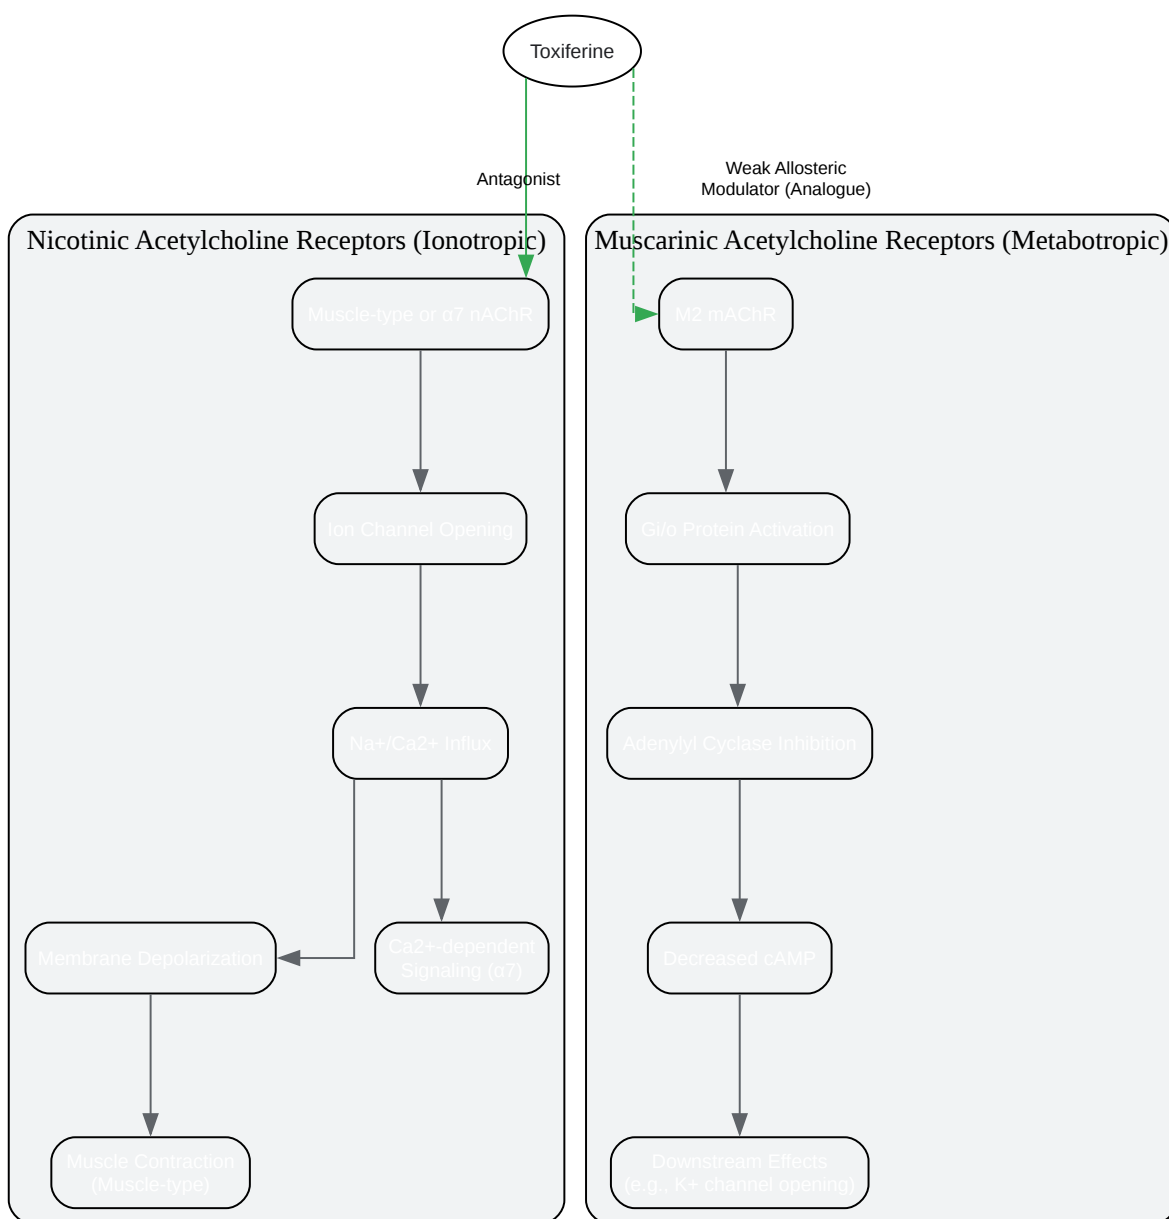 Toxiferine
Antagonist
Weak Allosteric
Modulator (Analogue)
Nicotinic Acetylcholine Receptors (Ionotropic)
Muscarinic Acetylcholine Receptors (Metabotropic)
Muscle-type or α7 nAChR
M2 mAChR
Ion Channel Opening
Gi/o Protein Activation
Na+/Ca2+ Influx
Adenylyl Cyclase Inhibition
Membrane Depolarization
Ca2+-dependent
Signaling (α7)
Decreased cAMP
Muscle Contraction
(Muscle-type)
Downstream Effects
(e.g., K+ channel opening)